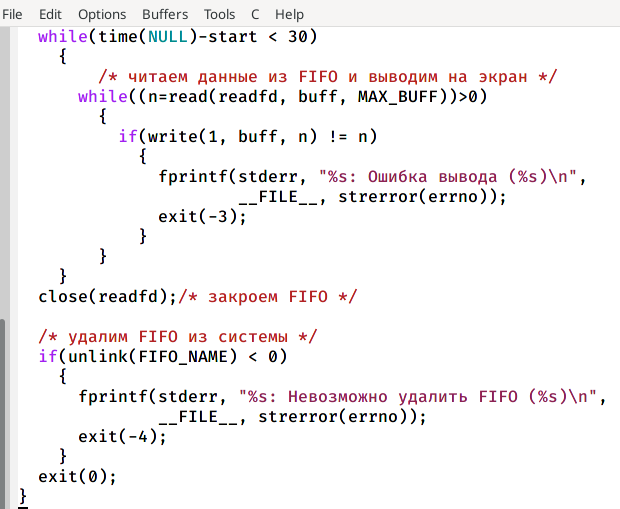 File Edit Options Buffers Tools C Help
while(time(NULL)-start < 30)
{
/* читаем данные из FIFO и выводим на экран */
while((n=read(readfd, buff, MAX_BUFF))>0)
{
if(write(1, buff, n) != n)
{
fprintf(stderr, "%s: Ошибка вывода (%s)\n",
__FILE__, strerror(errno));
exit(-3);
}
}
}
close(readfd);/* закроем FIFO */
/* удалим FIFO из системы */
if(unlink(FIFO_NAME) < 0)
{
fprintf(stderr, "%s: Невозможно удалить FIFO (%s)\n",
__FILE__, strerror(errno));
exit(-4);
}
exit(0);
}